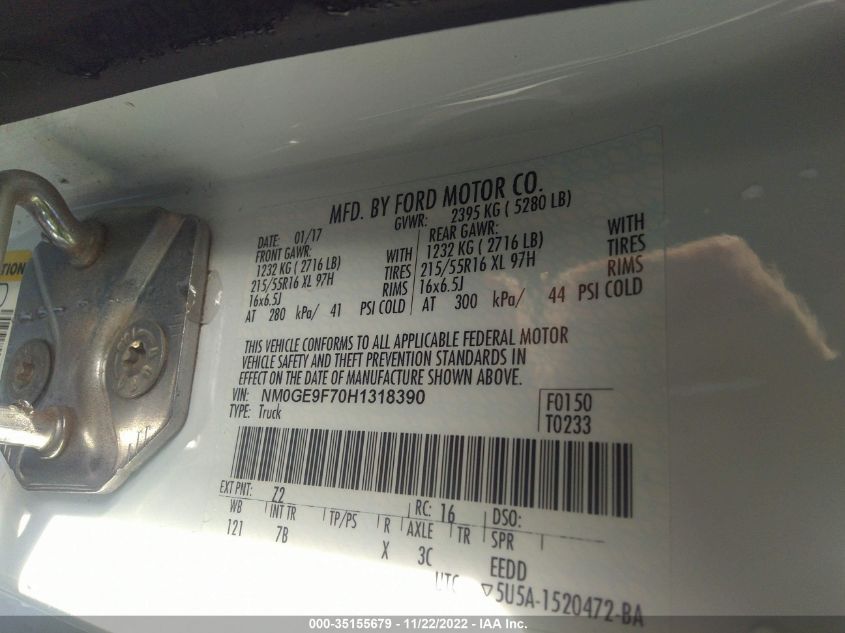 MFD. BY FORD MOTOR CO.
DATE: 01/17 GVWR: 2395 KG ( 5280 LB)
FRONT GAWR: REAR GAWR:
1232 KG ( 2716 LB) WITH 1232 KG ( 2716 LB) WITH
215/55R16 XL 97H TIRES 215/55R16 XL 97H TIRES
16x6.5J RIMS 16x6.5J RIMS
AT 280 kPa/ 41 PSI COLD AT 300 kPa/ 44 PSI COLD
THIS VEHICLE CONFORMS TO ALL APPLICABLE FEDERAL MOTOR
VEHICLE SAFETY AND THEFT PREVENTION STANDARDS IN
EFFECT ON THE DATE OF MANUFACTURE SHOWN ABOVE.
VIN: NM0GE9F70H1318390
TYPE: Truck
F0150
T0233
EXT PNT: Z2 RC: 16 DSO:
WB INT TR TP/PS R AXLE TR SPR
121 7B X 3C EEDD
UTC ▽5U5A-1520472-BA
000-35155679 - 11/22/2022 - IAA Inc.